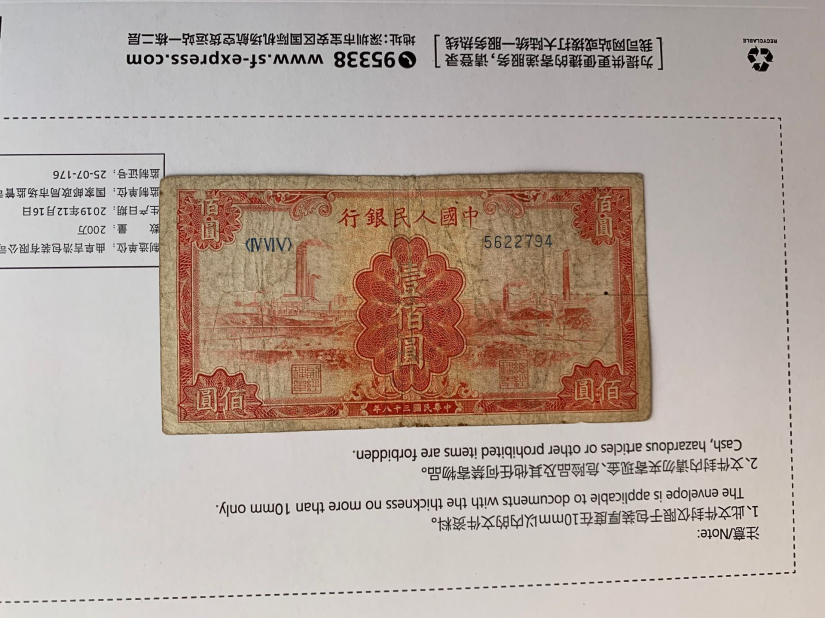 中國人民銀行
5622794
佰圓
佰圓
壹佰圓
佰圓
佰圓
中華民國三十八年
注意/Note:
1、此文件封仅限于包装厚度在10mm以内的文件资料。
The envelope is applicable to documents with the thickness no more than 10mm only.
2、文件封内请勿夹寄现金、危险品及其他任何禁寄物品。
Cash, hazardous articles or other prohibited items are forbidden.
制造单位：曲阜吉浩包装有限公司
数 量：200万
生产日期：2019年12月16日
监制单位：国家邮政局市场监管
监制证号：25-07-176
RECYCLABLE
为提供更便捷的寄递服务，请登录
我司网站或拨打大陆统一服务热线
95338 www.sf-express.com
地址：深圳市宝安区国际机场航空货运站一栋二层